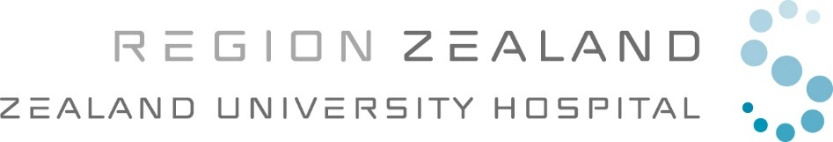 REGION ZEALAND
ZEALAND UNIVERSITY HOSPITAL